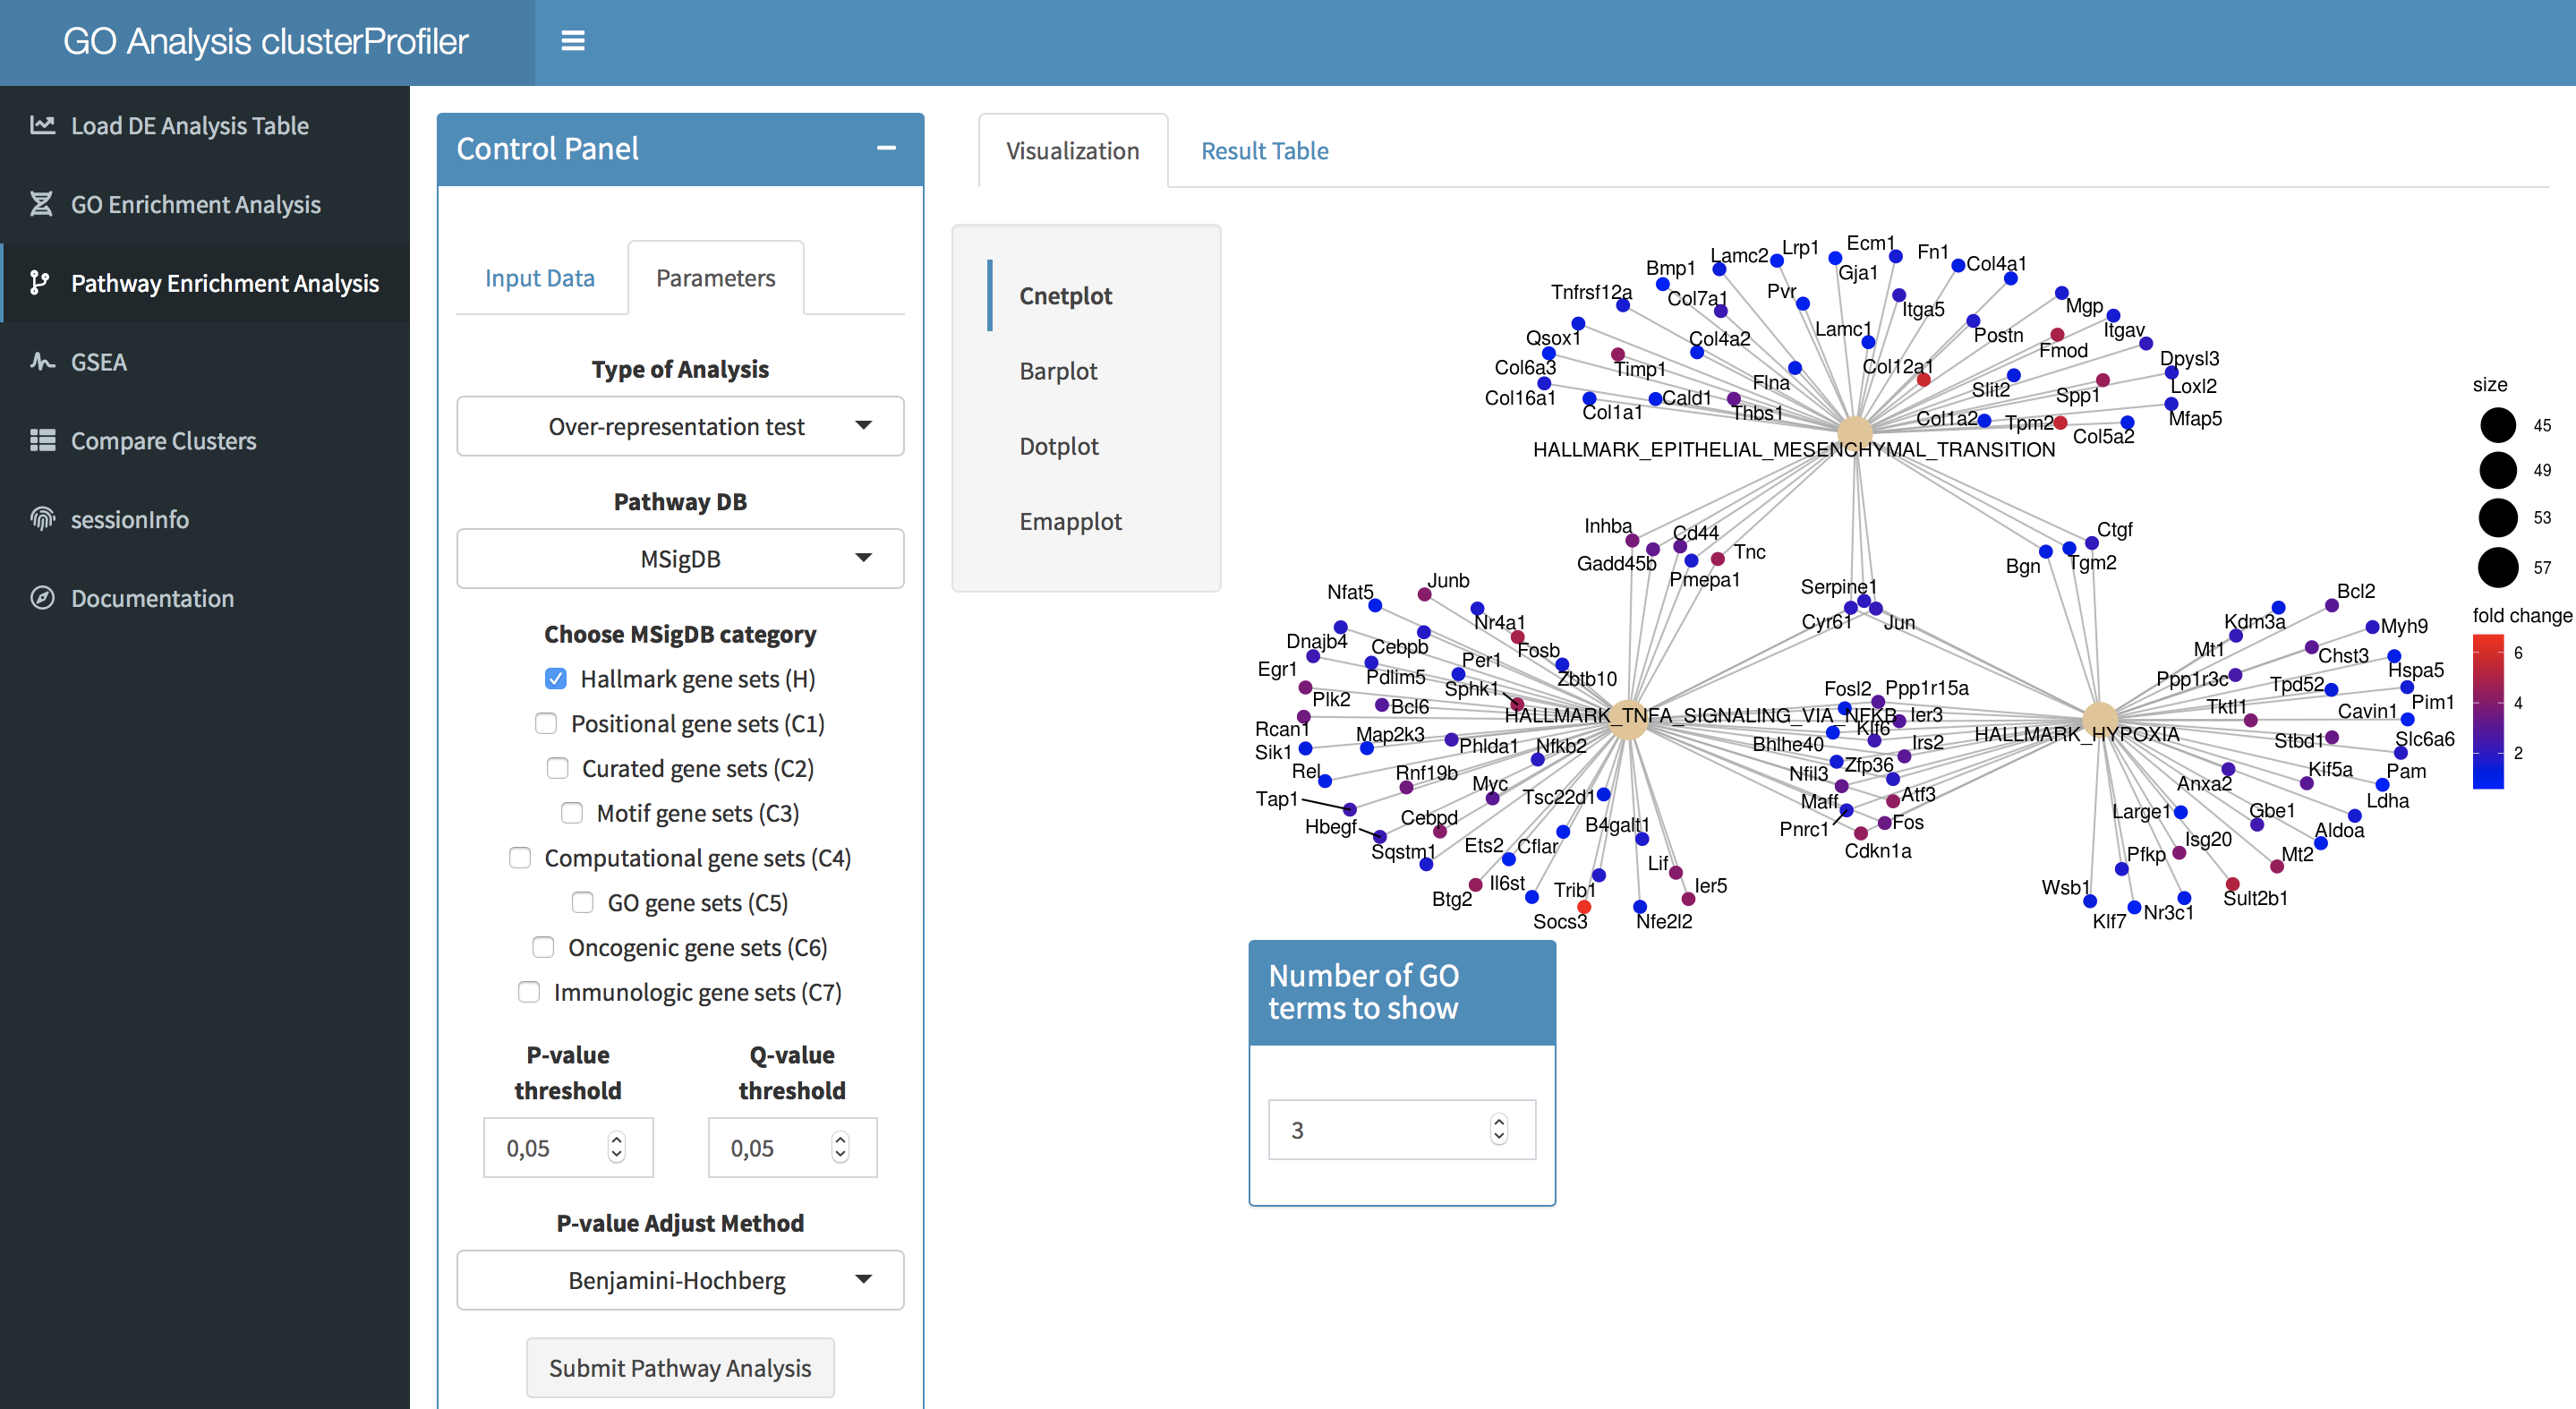 GO Analysis clusterProfiler
Load DE Analysis Table
GO Enrichment Analysis
Pathway Enrichment Analysis
GSEA
Compare Clusters
sessionInfo
Documentation
Control Panel
Input Data
Parameters
Type of Analysis
Over-representation test
Pathway DB
MSigDB
Choose MSigDB category
Hallmark gene sets (H)
Positional gene sets (C1)
Curated gene sets (C2)
Motif gene sets (C3)
Computational gene sets (C4)
GO gene sets (C5)
Oncogenic gene sets (C6)
Immunologic gene sets (C7)
P-value threshold
Q-value threshold
0,05
0,05
P-value Adjust Method
Benjamini-Hochberg
Submit Pathway Analysis
Visualization
Result Table
Cnetplot
Barplot
Dotplot
Emapplot
Ecm1
Lamc2
Lrp1
Fn1
Bmp1
Gja1
Col4a1
Tnfrsf12a
Col7a1
Pvr
Itga5
Mgp
Qsox1
Col4a2
Lamc1
Postn
Itgav
Col6a3
Timp1
Flna
Col12a1
Fmod
Dpysl3
Col16a1
Col1a1
Cald1
Thbs1
Slit2
Spp1
Loxl2
Col1a2
Tpm2
Col5a2
Mfap5
HALLMARK_EPITHELIAL_MESENCHYMAL_TRANSITION
Inhba
Cd44
Gadd45b
Tnc
Pmepa1
Ctgf
Bgn
Tgm2
Serpine1
Cyr61
Jun
Nfat5
Junb
Nr4a1
Dnajb4
Cebpb
Fosb
Egr1
Pdlim5
Per1
Zbtb10
Plk2
Bcl6
Sphk1
HALLMARK_TNFA_SIGNALING_VIA_NFKB
Rcan1
Map2k3
Phlda1
Nfkb2
Sik1
Rel
Rnf19b
Myc
Tsc22d1
Tap1
Hbegf
Cebpd
B4galt1
Sqstm1
Ets2
Cflar
Lif
Btg2
Il6st
Trib1
Ier5
Socs3
Nfe2l2
Fosl2
Ppp1r15a
Ier3
Klf6
Bhlhe40
Irs2
Nfil3
Zfp36
Maff
Atf3
Pnrc1
Fos
Cdkn1a
HALLMARK_HYPOXIA
Bcl2
Kdm3a
Myh9
Mt1
Chst3
Hspa5
Ppp1r3c
Tpd52
Pim1
Tktl1
Cavin1
Stbd1
Slc6a6
Anxa2
Kif5a
Pam
Large1
Gbe1
Ldha
Isg20
Aldoa
Pfkp
Mt2
Wsb1
Sult2b1
Klf7
Nr3c1
size
45
49
53
57
fold change
6
4
2
Number of GO
terms to show
3